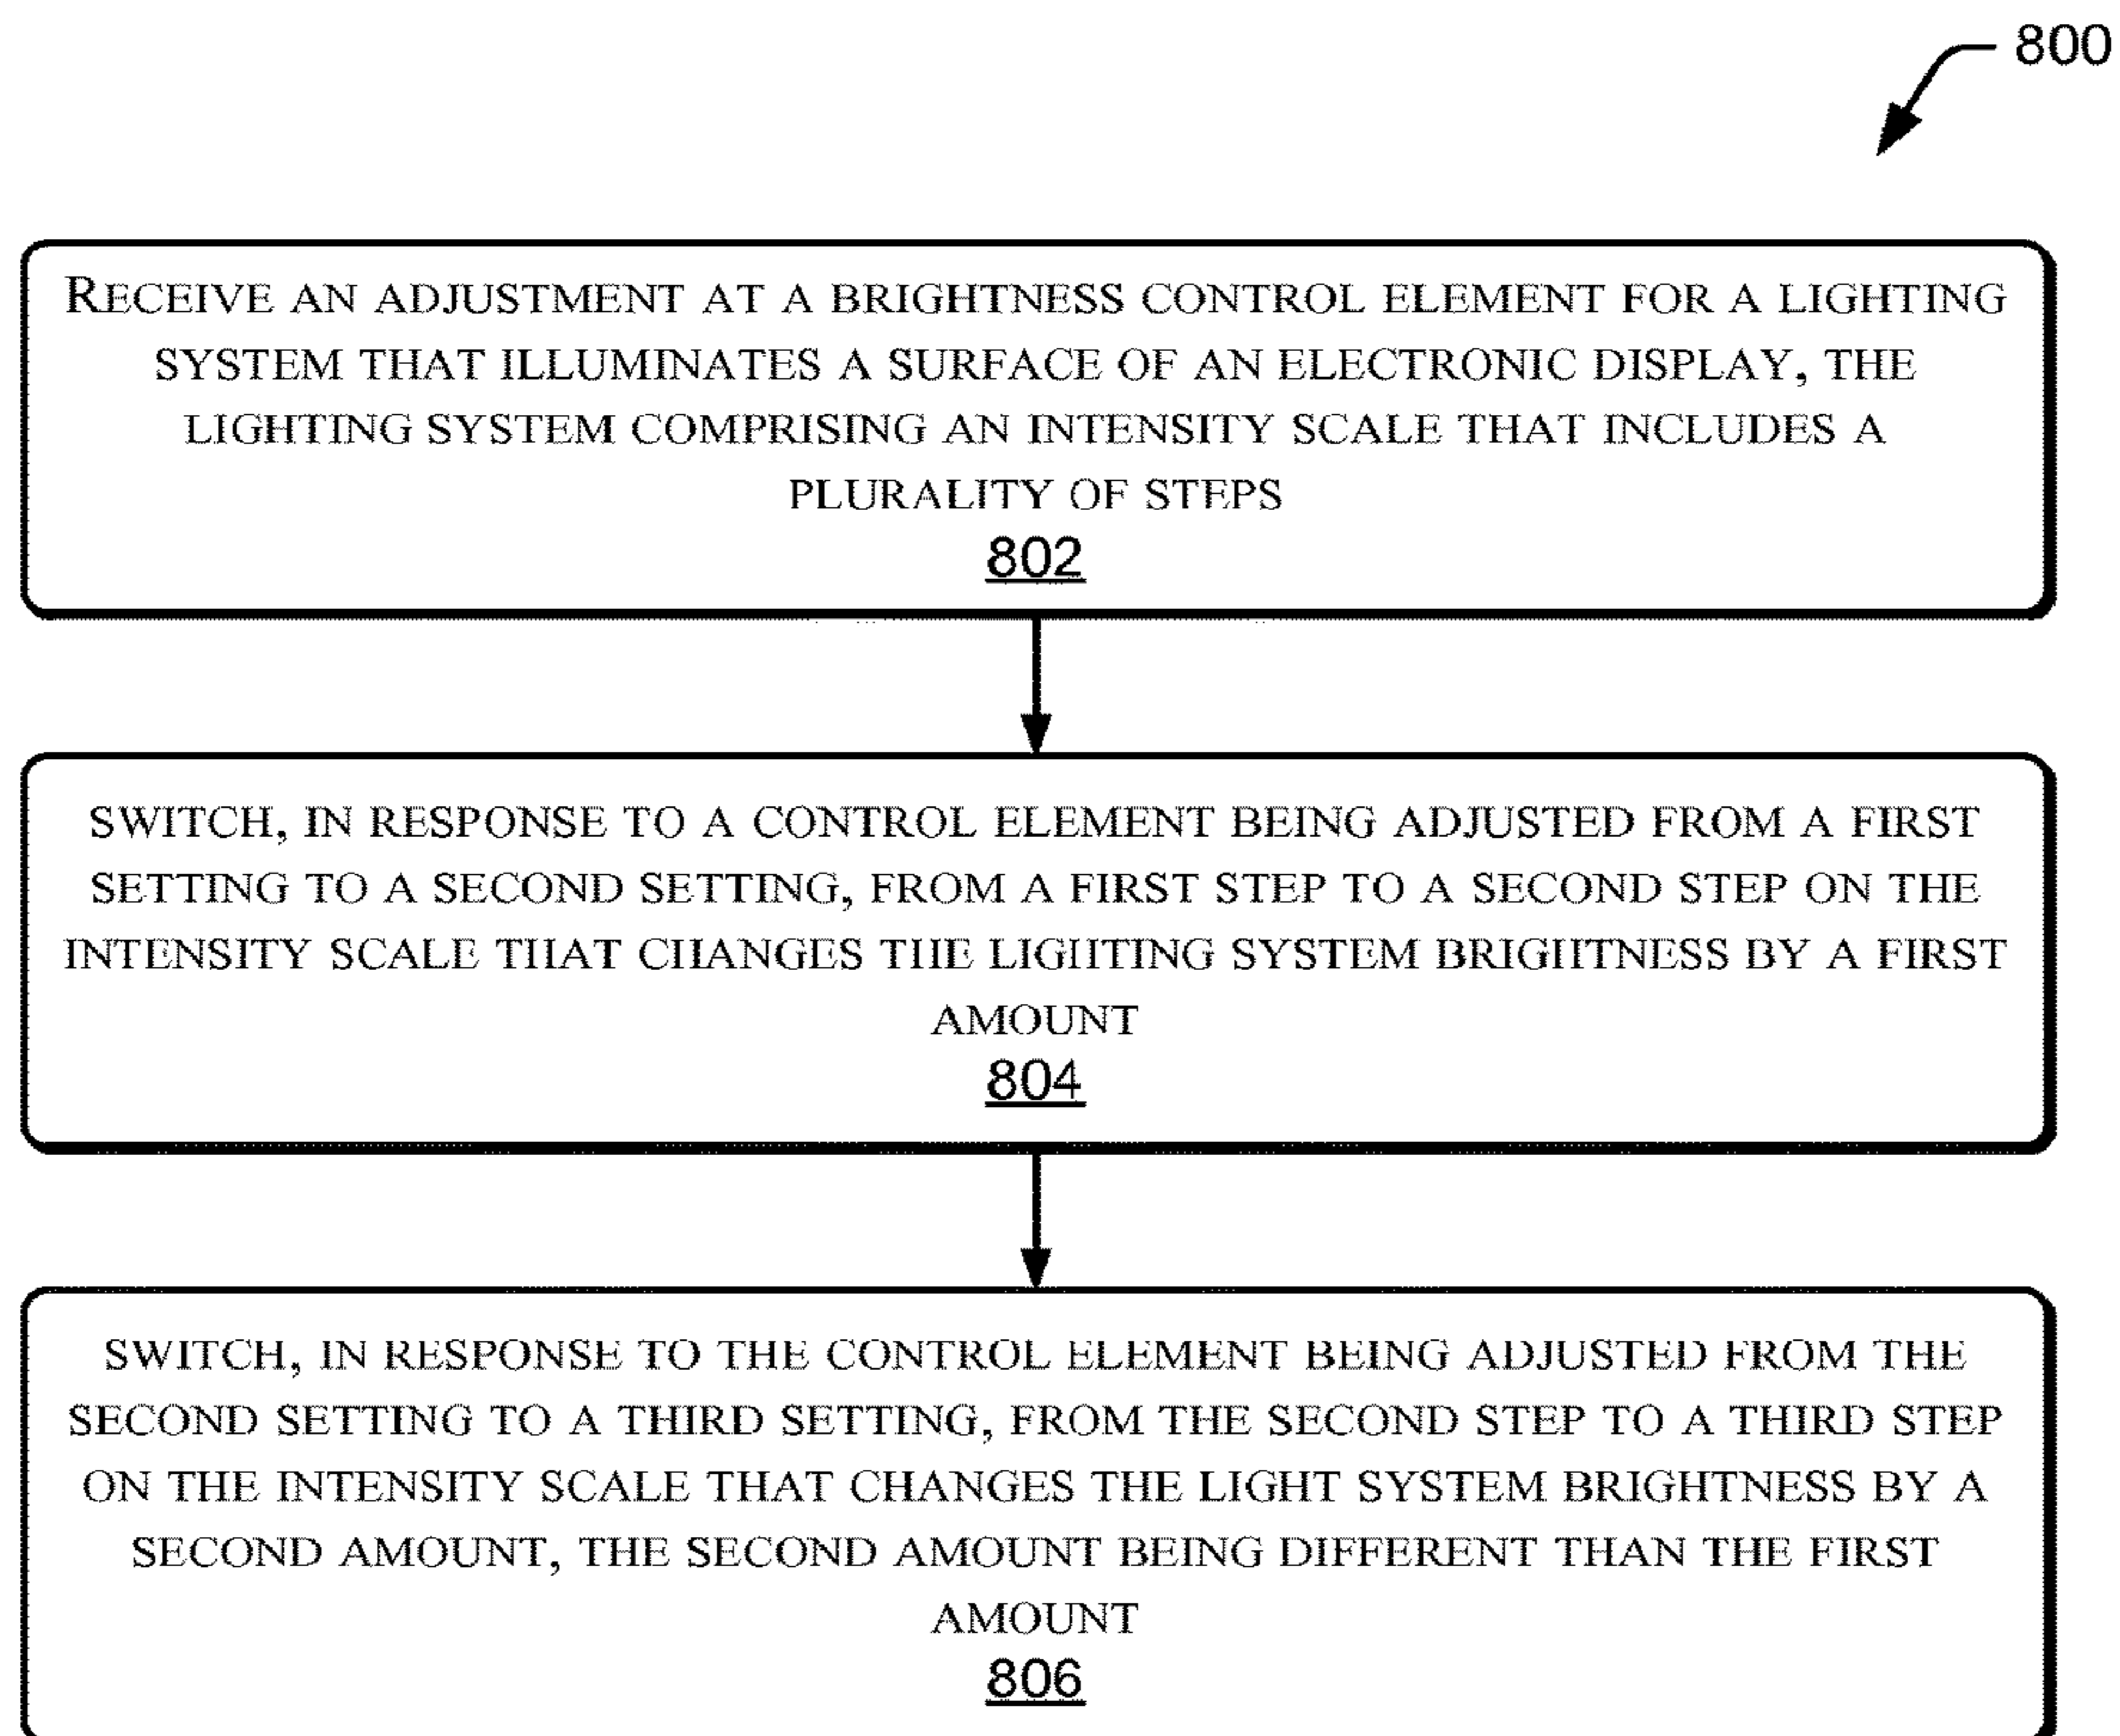 800
RECEIVE AN ADJUSTMENT AT A BRIGHTNESS CONTROL ELEMENT FOR A LIGHTING
SYSTEM THAT ILLUMINATES A SURFACE OF AN ELECTRONIC DISPLAY, THE
LIGHTING SYSTEM COMPRISING AN INTENSITY SCALE THAT INCLUDES A
PLURALITY OF STEPS
802
SWITCH, IN RESPONSE TO A CONTROL ELEMENT BEING ADJUSTED FROM A FIRST
SETTING TO A SECOND SETTING, FROM A FIRST STEP TO A SECOND STEP ON THE
INTENSITY SCALE THAT CHANGES THE LIGHTING SYSTEM BRIGHTNESS BY A FIRST
AMOUNT
804
SWITCH, IN RESPONSE TO THE CONTROL ELEMENT BEING ADJUSTED FROM THE
SECOND SETTING TO A THIRD SETTING, FROM THE SECOND STEP TO A THIRD STEP
ON THE INTENSITY SCALE THAT CHANGES THE LIGHT SYSTEM BRIGHTNESS BY A
SECOND AMOUNT, THE SECOND AMOUNT BEING DIFFERENT THAN THE FIRST
AMOUNT
806